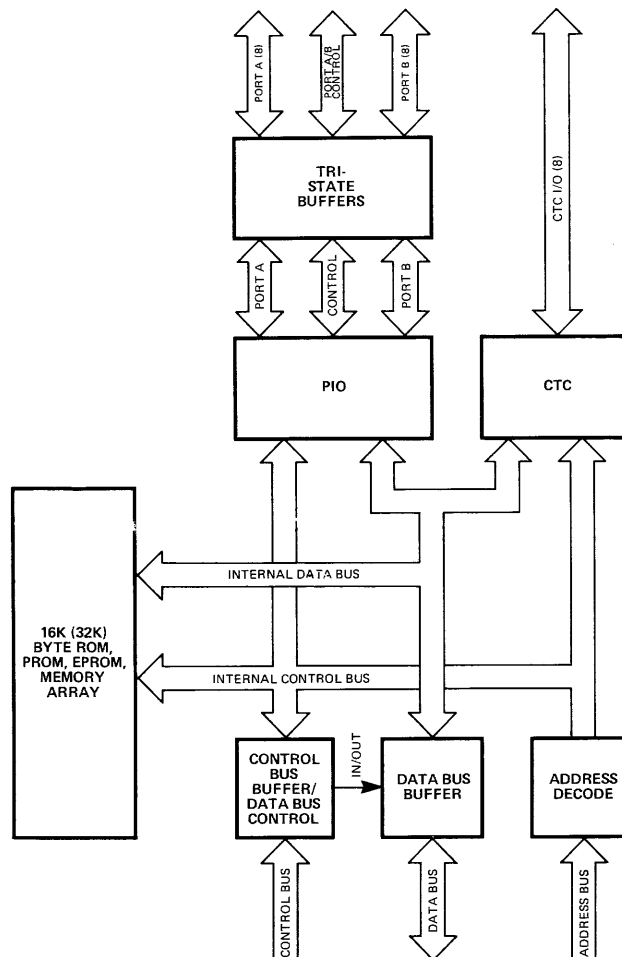 PORT A (8)
PORT A/B
CONTROL
PORT B (8)
CTC I/O (8)
TRI-
STATE
BUFFERS
PORT A
CONTROL
PORT B
PIO
CTC
INTERNAL DATA BUS
16K (32K)
BYTE ROM,
PROM, EPROM,
MEMORY
ARRAY
INTERNAL CONTROL BUS
CONTROL
BUS
BUFFER/
DATA BUS
CONTROL
IN/OUT
DATA BUS
BUFFER
ADDRESS
DECODE
CONTROL BUS
DATA BUS
ADDRESS BUS